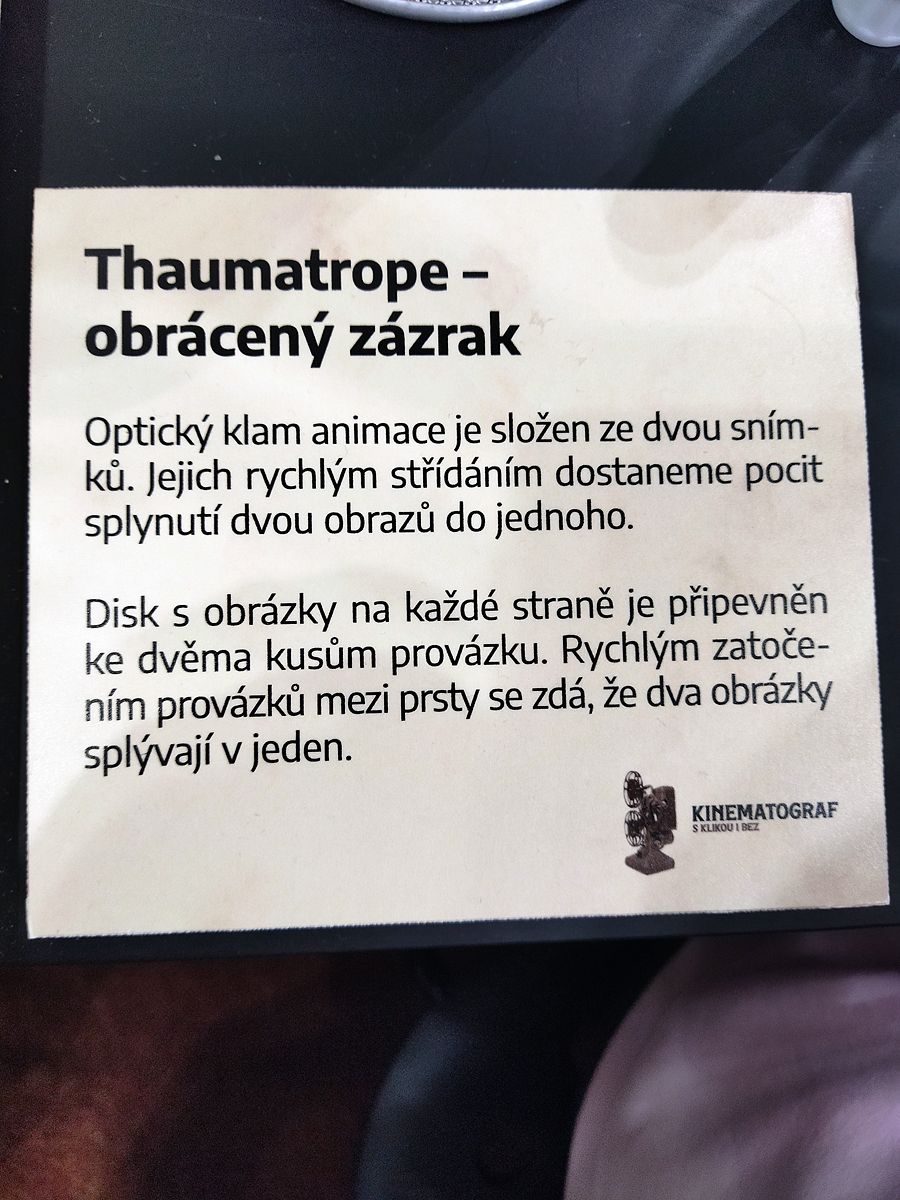 Thaumatrope –
obrácený zázrak
Optický klam animace je složen ze dvou sním-
ků. Jejich rychlým střídáním dostaneme pocit
splynutí dvou obrazů do jednoho.
Disk s obrázky na každé straně je připevněn
ke dvěma kusům provázku. Rychlým zatoče-
ním provázků mezi prsty se zdá, že dva obrázky
splývají v jeden.
KINEMATOGRAF
S KLIKOU I BEZ